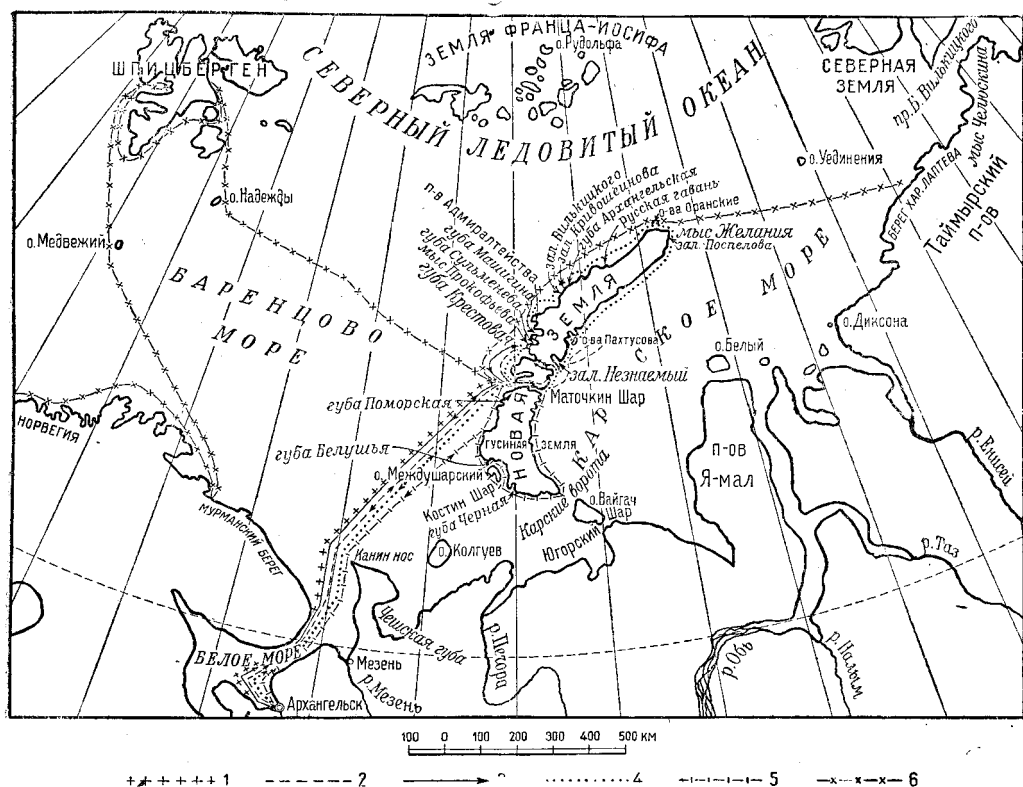 СЕВЕРНЫЙ ЛЕДОВИТЫЙ ОКЕАН
ШПИЦБЕРГЕН
ЗЕМЛЯ ФРАНЦА-ИОСИФА
о.Рудольфа
СЕВЕРНАЯ
ЗЕМЛЯ
пр.Б.Вилькицкого
мыс Челюскина
о.Уединения
БЕРЕГ ХАР.ЛАПТЕВА
Таймырский
п-ов
о.Надежды
о.Медвежий
БАРЕНЦОВО
МОРЕ
п-в Адмиралтейства
губа Машигина
губа Сульменева
мыс Прокофьева
губа Крестовая
зал. Вилькицкого
зал. Кривошеинова
губа Архангельская
Русская гавань
о-ва Оранские
мыс Желания
зал. Поспелова
НОВАЯ ЗЕМЛЯ
КАРСКОЕ МОРЕ
о-ва Пахтусова
зал. Незнаемый
Маточкин Шар
о.Диксона
о.Белый
НОРВЕГИЯ
губа Поморская
ГУСИНАЯ ЗЕМЛЯ
губа Белушья
о. Междушарский
Костин Шар
губа Черная
Карские ворота
о.Вайгач
Югорский Шар
п-ов
Я-мал
р.Енисей
р.Таз
МУРМАНСКИЙ БЕРЕГ
Канин нос
о. Колгуев
Чешская губа
р.Печора
р.Обь
р.Надым
БЕЛОЕ МОРЕ
Мезень
р.Мезень
Архангельск
100 0 100 200 300 400 500 КМ
1 2 4 5 6